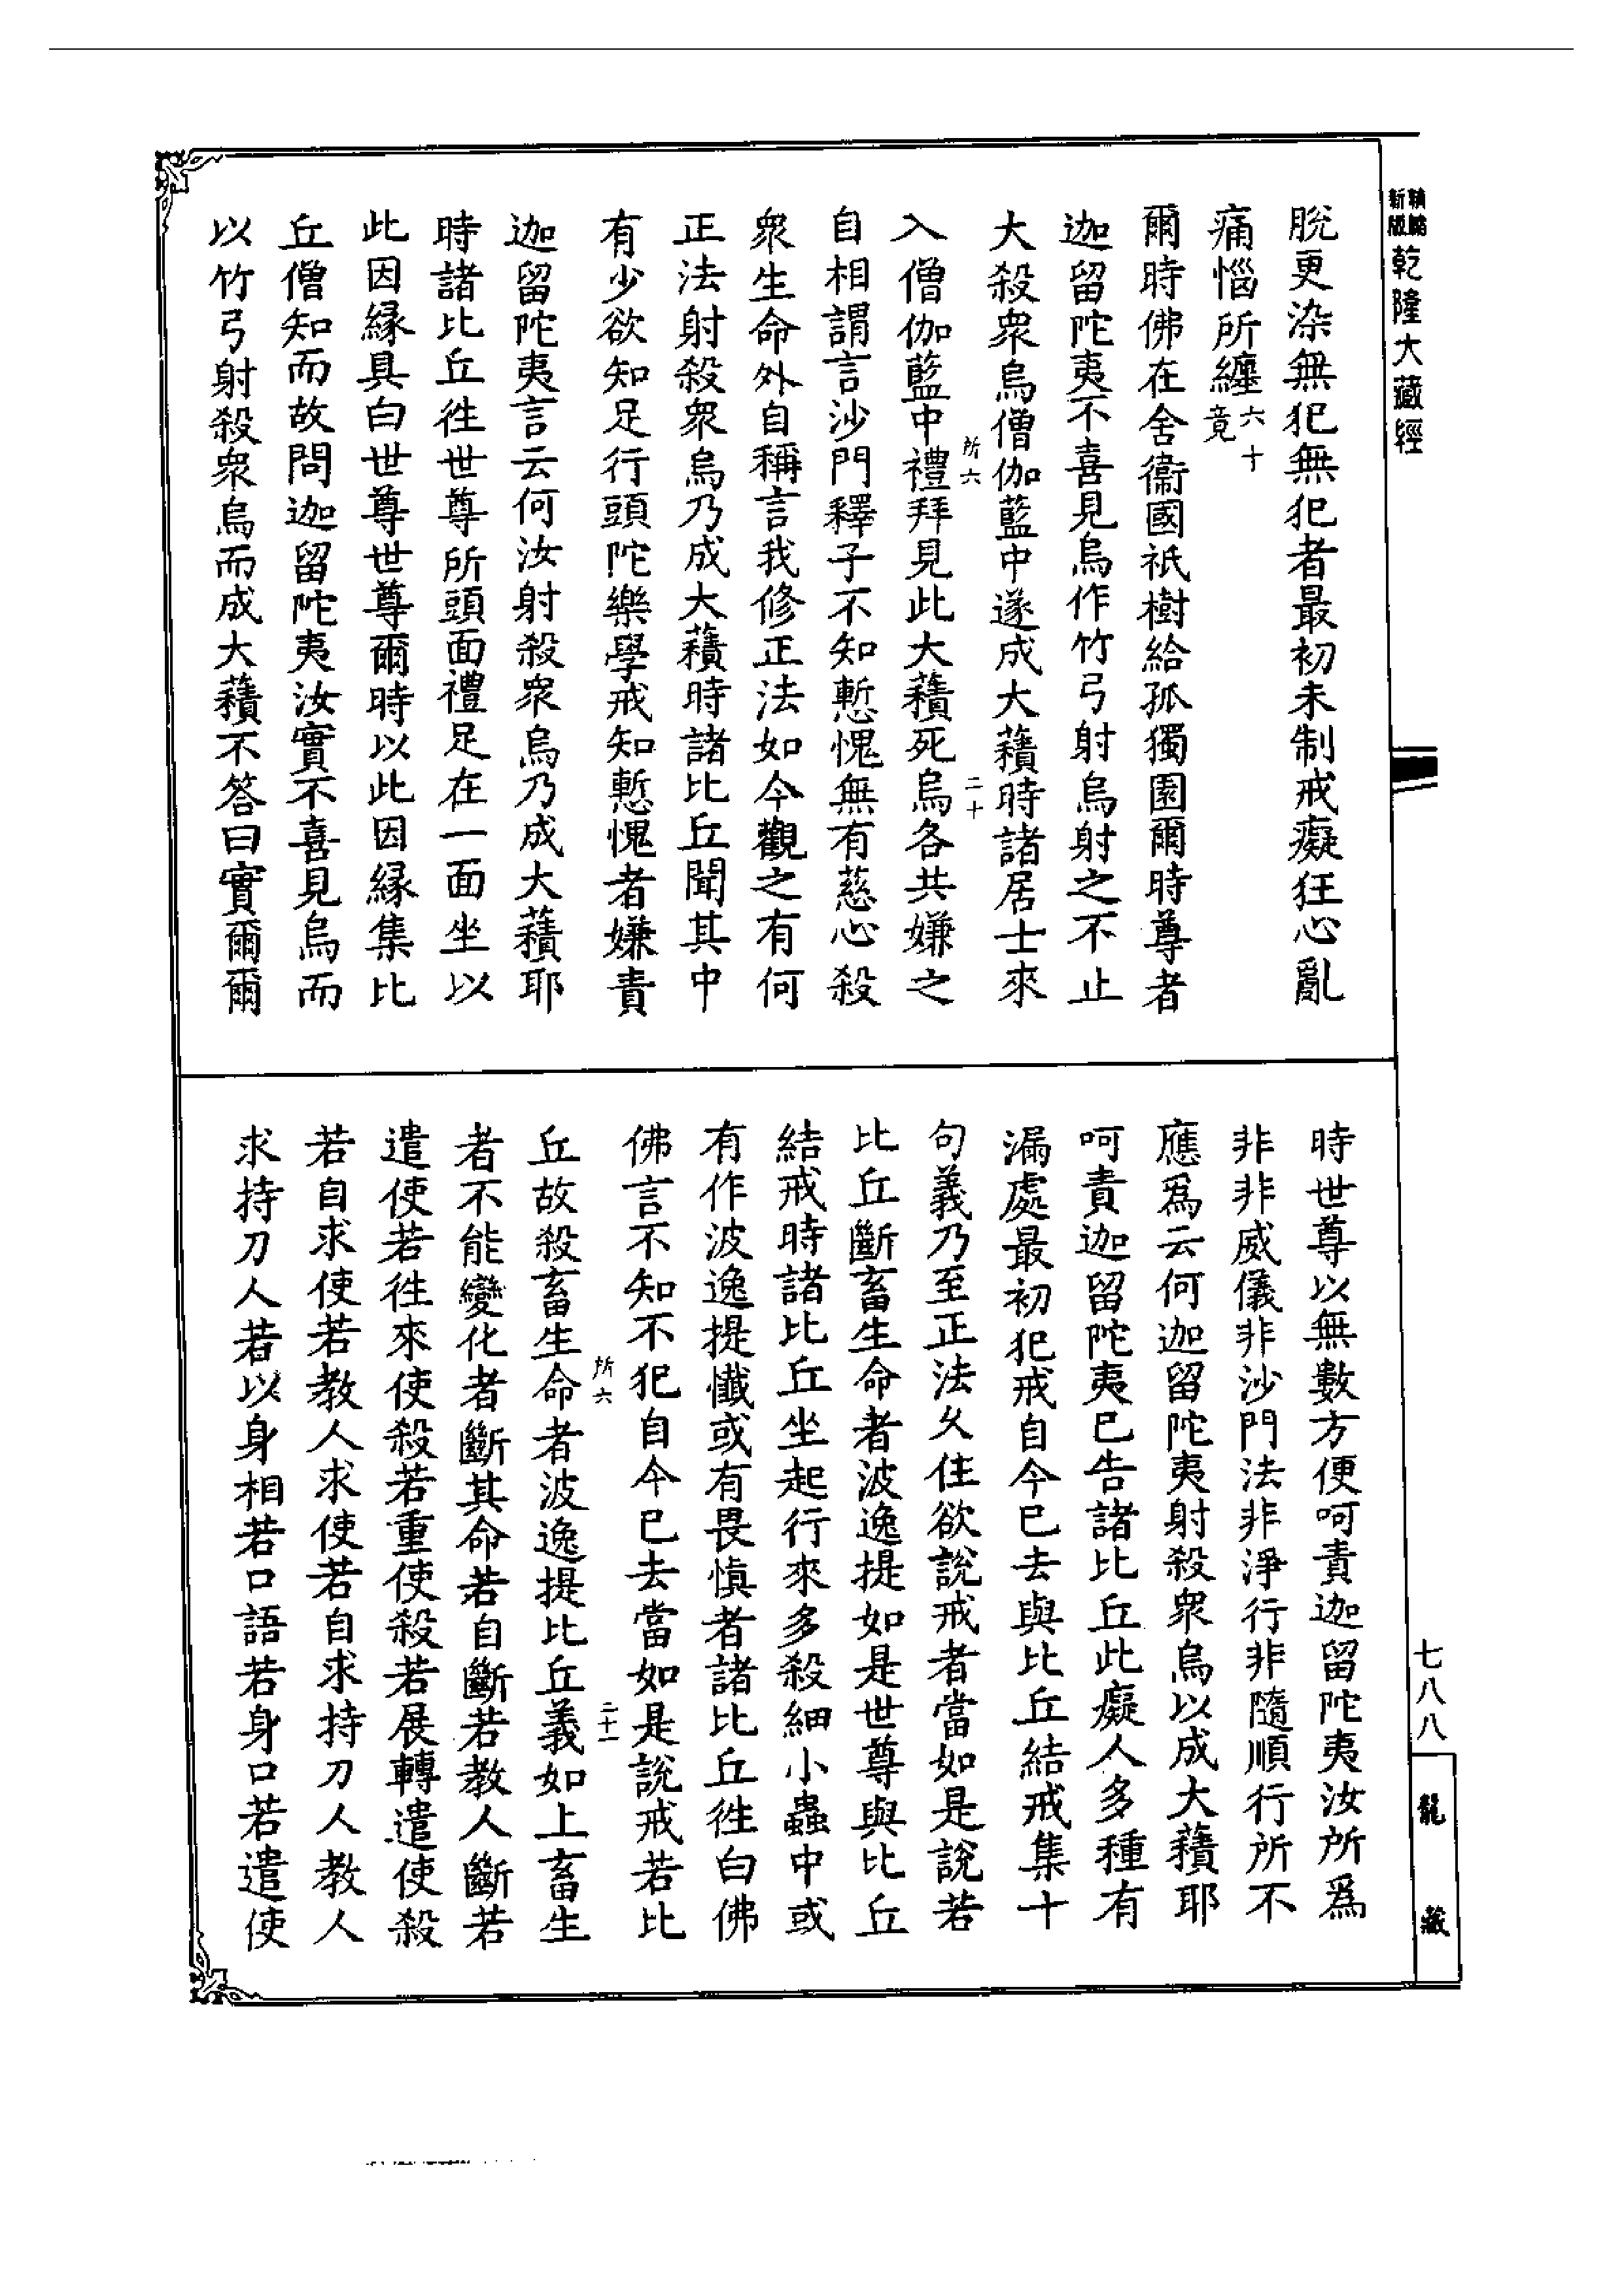 新版
精縮
乾隆大藏經
脫更染無犯無犯者最初未制戒癡狂心亂
痛惱所纏六十
竟
爾時佛在舍衛國祇樹給孤獨園爾時尊者
迦留陀夷不喜見烏作竹弓射烏射之不止
大殺衆烏僧伽藍中遂成大䕪時諸居士來
所六
二十
入僧伽藍中禮拜見此大䕪死烏各共嫌之
自相謂言沙門釋子不知慙愧無有慈心殺
衆生命外自稱言我修正法如今觀之有何
正法射殺衆烏乃成大䕪時諸比丘聞其中
有少欲知足行頭陀樂學戒知慙愧者嫌責
迦留陀夷言云何汝射殺衆烏乃成大䕪耶
時諸比丘徃世尊所頭面禮足在一面坐以
此因緣具白世尊世尊爾時以此因緣集比
丘僧知而故問迦留陀夷汝實不喜見烏而
以竹弓射殺衆烏而成大䕪不答曰實爾爾
時世尊以無數方便呵責迦留陀夷汝所爲
非非威儀非沙門法非淨行非隨順行所不
應爲云何迦留陀夷射殺衆烏以成大䕪耶
呵責迦留陀夷已告諸比丘此癡人多種有
漏處最初犯戒自今已去與比丘結戒集十
句義乃至正法久住欲說戒者當如是說若
比丘斷畜生命者波逸提如是世尊與比丘
結戒時諸比丘坐起行來多殺細小蟲中或
有作波逸提懺或有畏慎者諸比丘徃白佛
佛言不知不犯自今已去當如是說戒若比
所六
二十一
丘故殺畜生命者波逸提比丘義如上畜生
者不能變化者斷其命若自斷若教人斷若
遣使若徃來使殺若重使殺若展轉遣使殺
若自求使若教人求使若自求持刀人教人
求持刀人若以身相若口語若身口若遣使
七八八
龍藏